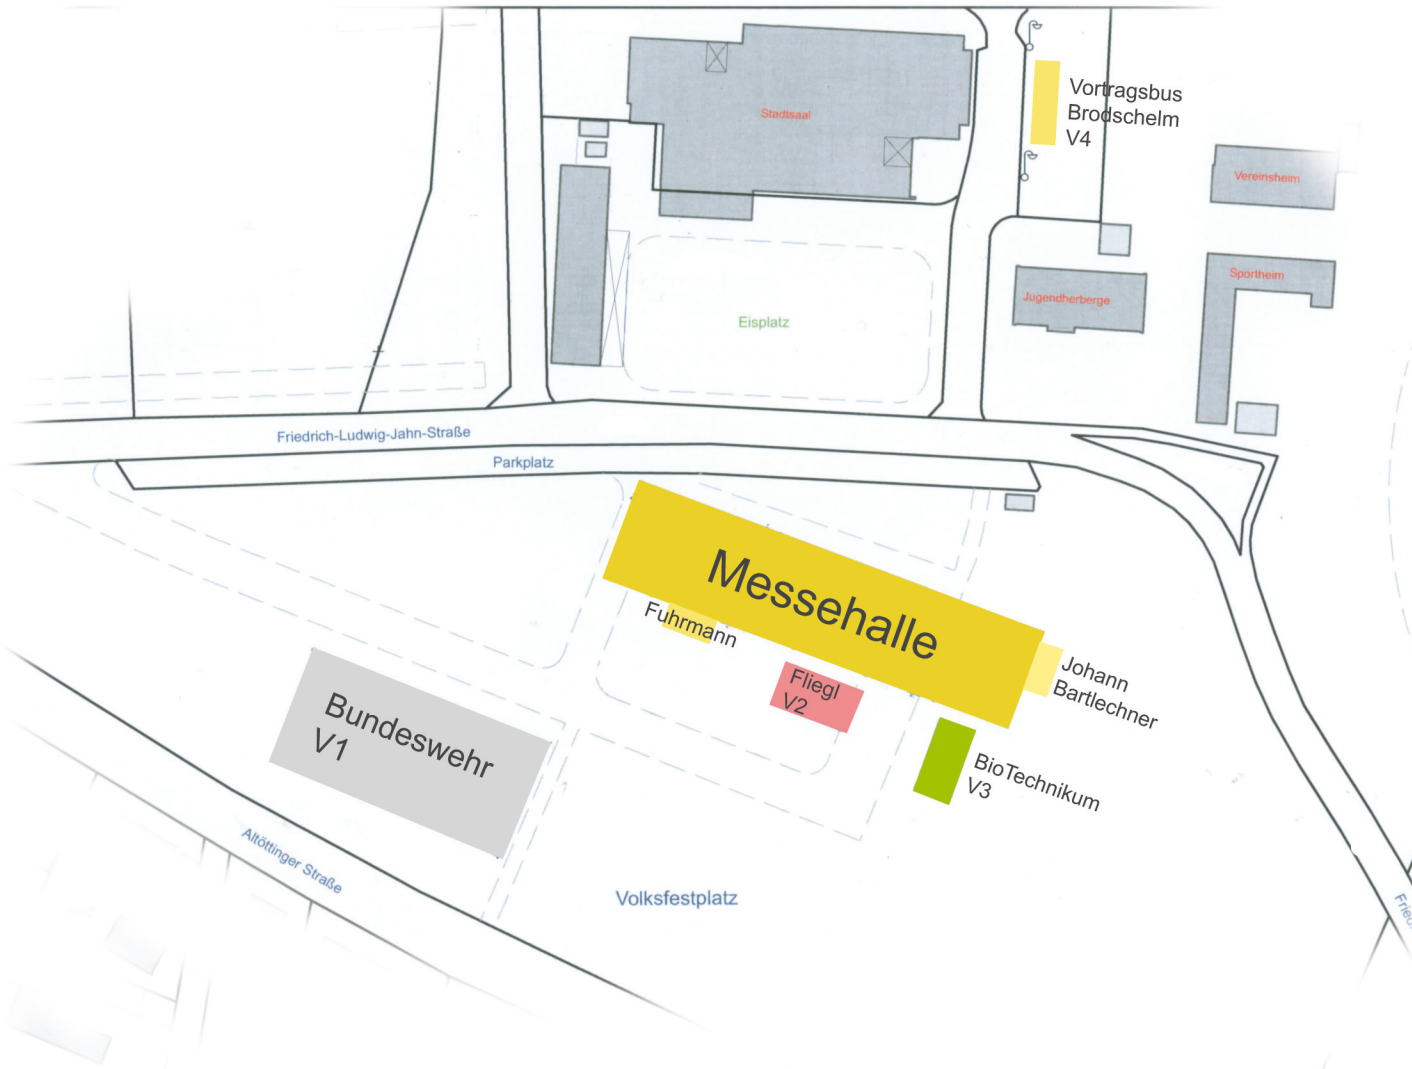 Stadtsaal
Vortragsbus
Brodschelm
V4
Vereinsheim
Sportheim
Jugendherberge
Eisplatz
Friedrich-Ludwig-Jahn-Straße
Parkplatz
Messehalle
Fuhrmann
Fliegl
V2
Johann
Bartlechner
Bundeswehr
V1
BioTechnikum
V3
Altöttinger Straße
Volksfestplatz